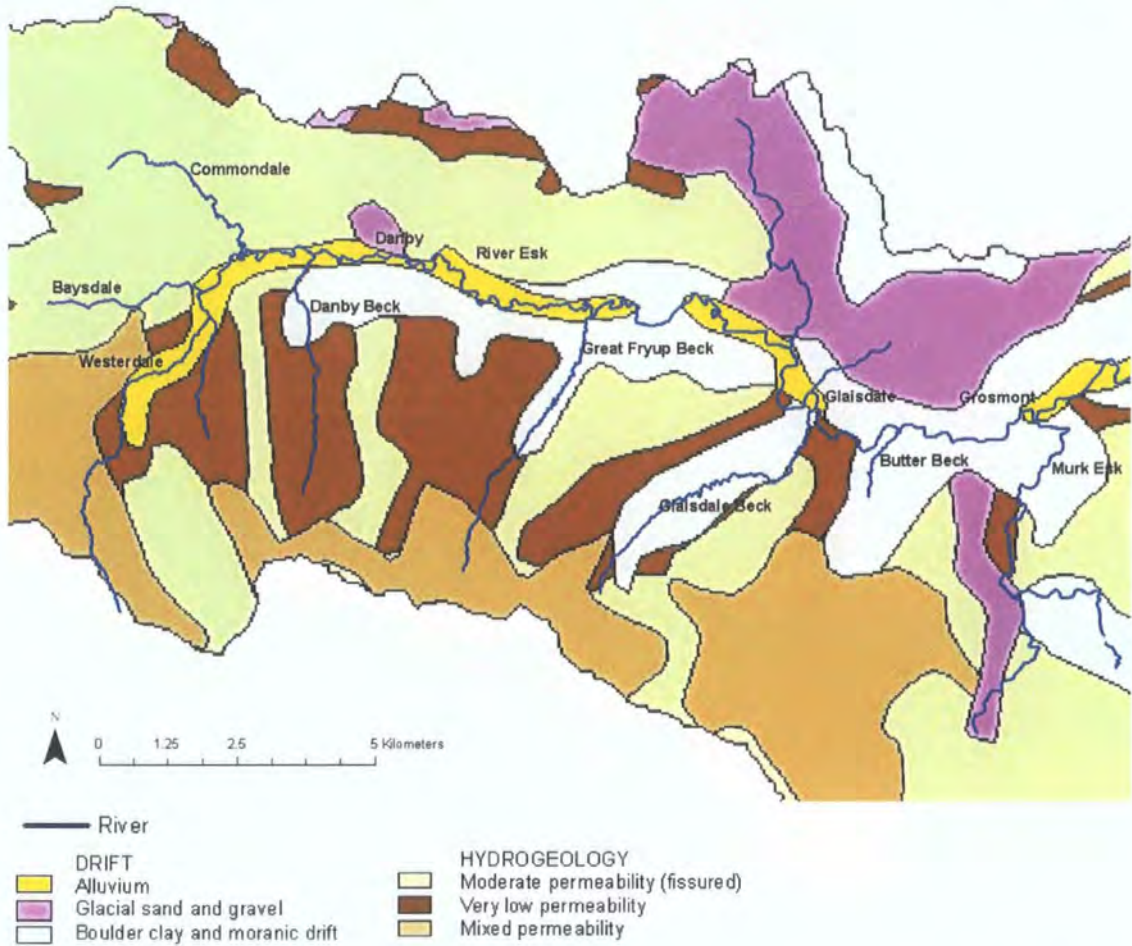 Commondale
Danby
River Esk
Baysdale
Danby Beck
Westerdale
Great Fryup Beck
Glaisdale
Grosmont
Butter Beck
Murk Esk
Glaisdale Beck
N
0 1.25 2.5 5 Kilometers
River
DRIFT
Alluvium
Glacial sand and gravel
Boulder clay and moranic drift
HYDROGEOLOGY
Moderate permeability (fissured)
Very low permeability
Mixed permeability